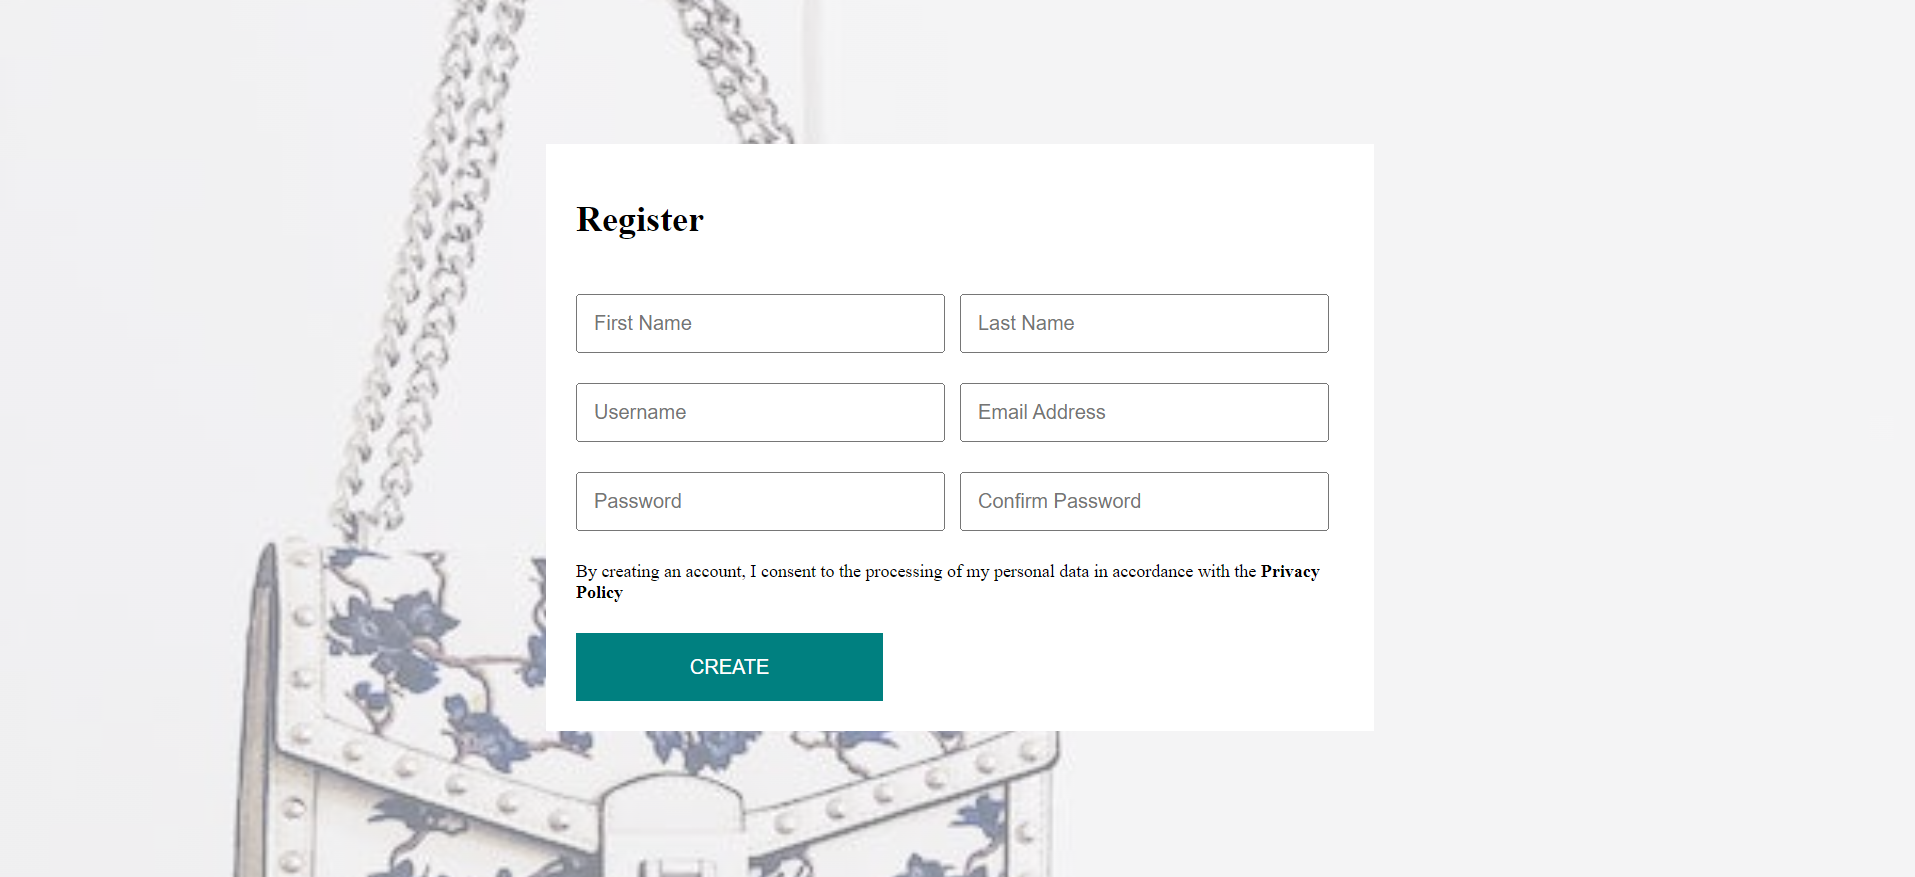 Register
First Name
Last Name
Username
Email Address
Password
Confirm Password
By creating an account, I consent to the processing of my personal data in accordance with the Privacy
Policy
CREATE